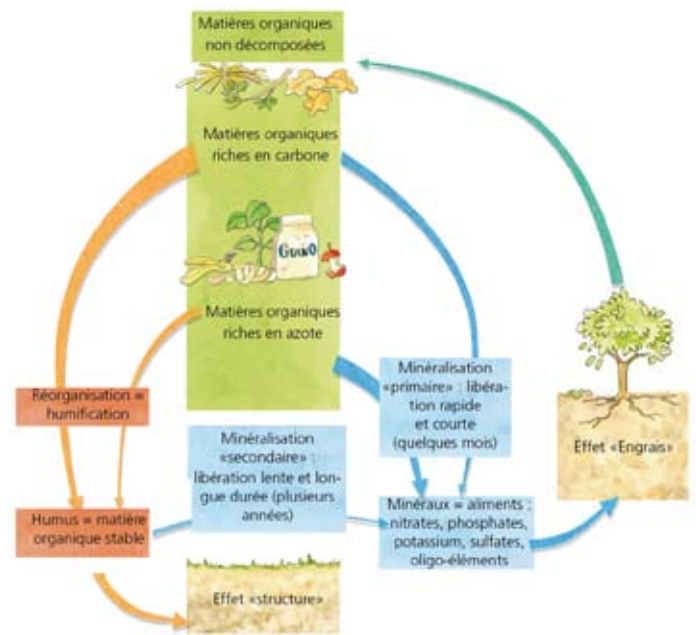 Matières organiques
non décomposées
Matières organiques
riches en carbone
GUANO
Matières organiques
riches en azote
Réorganisation =
humification
Minéralisation
«secondaire» :
libération lente et lon-
gue durée (plusieurs
années)
Minéralisation
«primaire» : libéra-
tion rapide
et courte
(quelques mois)
Effet «Engrais»
Humus = matière
organique stable
Minéraux = aliments :
nitrates, phosphates,
potassium, sulfates,
oligo-éléments
Effet «structure»